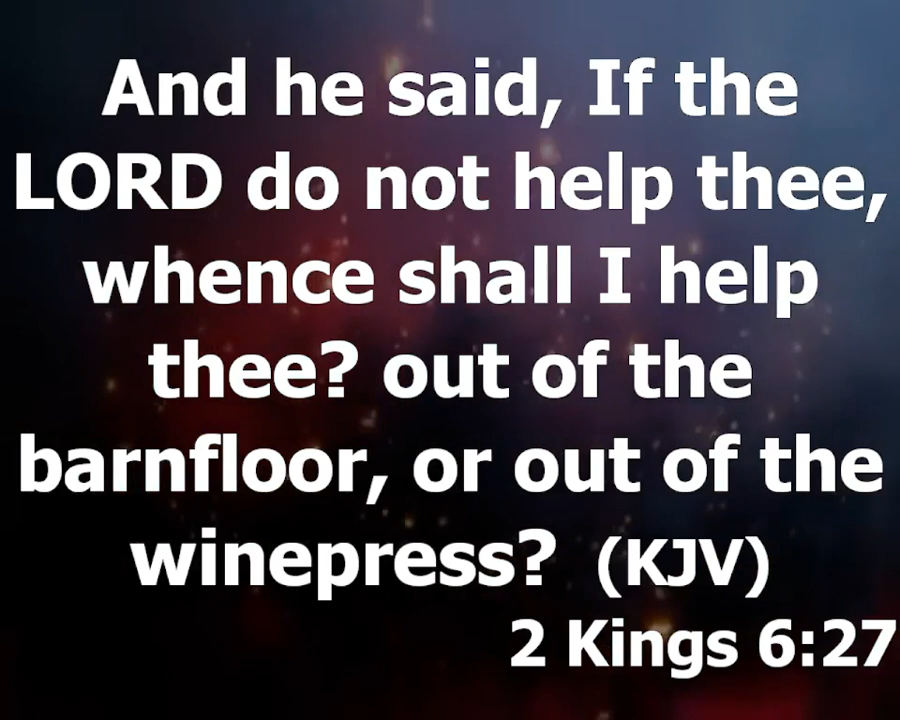 And he said, If the
LORD do not help thee,
whence shall I help
thee? out of the
barnfloor, or out of the
winepress? (KJV)
2 Kings 6:27